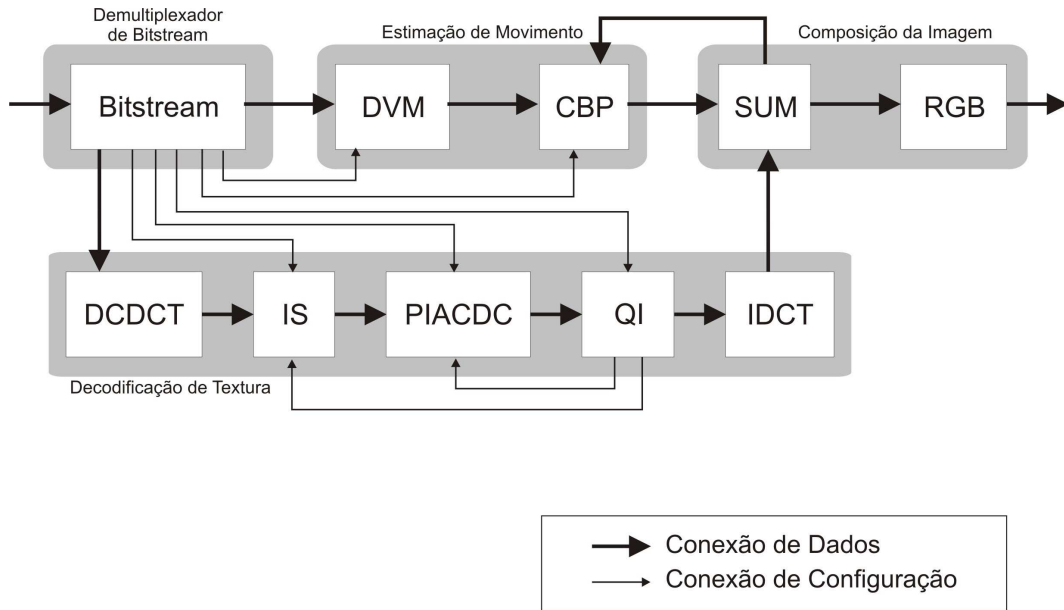 Demultiplexador
de Bitstream
Estimação de Movimento
Composição da Imagem
Bitstream
DVM
CBP
SUM
RGB
DCDCT
IS
PIACDC
QI
IDCT
Decodificação de Textura
Conexão de Dados
Conexão de Configuração